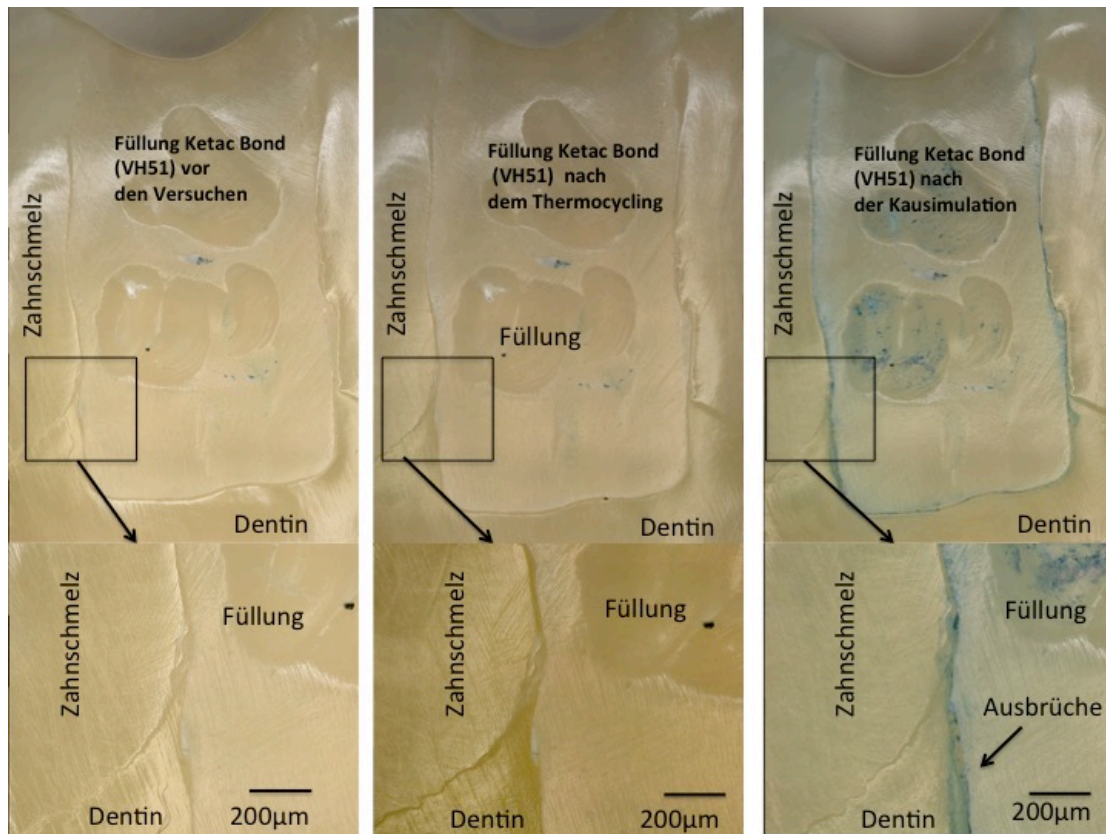 Füllung Ketac Bond
(VH51) vor
den Versuchen
Zahnschmelz
Dentin
Zahnschmelz
Füllung
Dentin
200µm
Füllung Ketac Bond
(VH51) nach
dem Thermocycling
Zahnschmelz
Füllung
Dentin
Zahnschmelz
Füllung
Dentin
200µm
Füllung Ketac Bond
(VH51) nach
der Kausimulation
Zahnschmelz
Dentin
Zahnschmelz
Füllung
Ausbrüche
Dentin
200µm